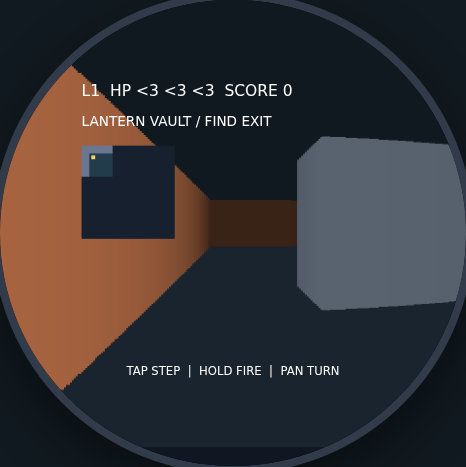 L1 HP <3 <3 <3 SCORE 0
LANTERN VAULT / FIND EXIT
TAP STEP | HOLD FIRE | PAN TURN